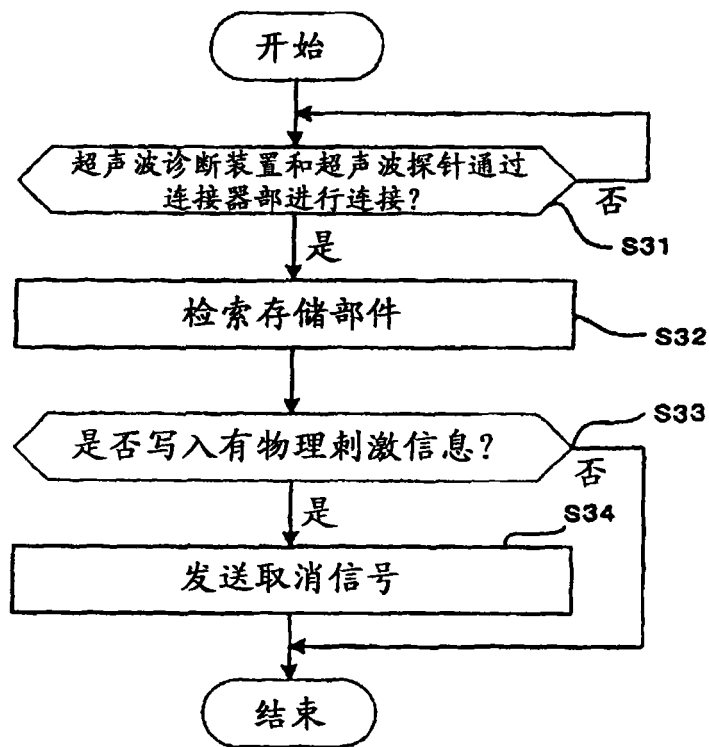 开始
超声波诊断装置和超声波探针通过
连接器部进行连接?
否
S31
是
检索存储部件
S32
S33
是否写入有物理刺激信息?
否
是
S34
发送取消信号
结束